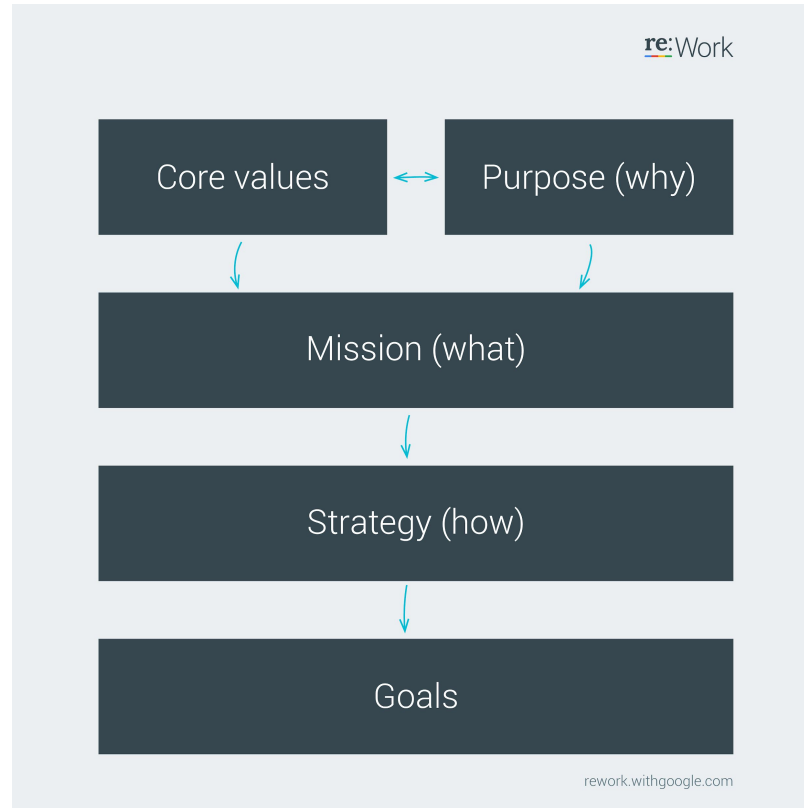 re:Work
Core values
Purpose (why)
Mission (what)
Strategy (how)
Goals
rework.withgoogle.com